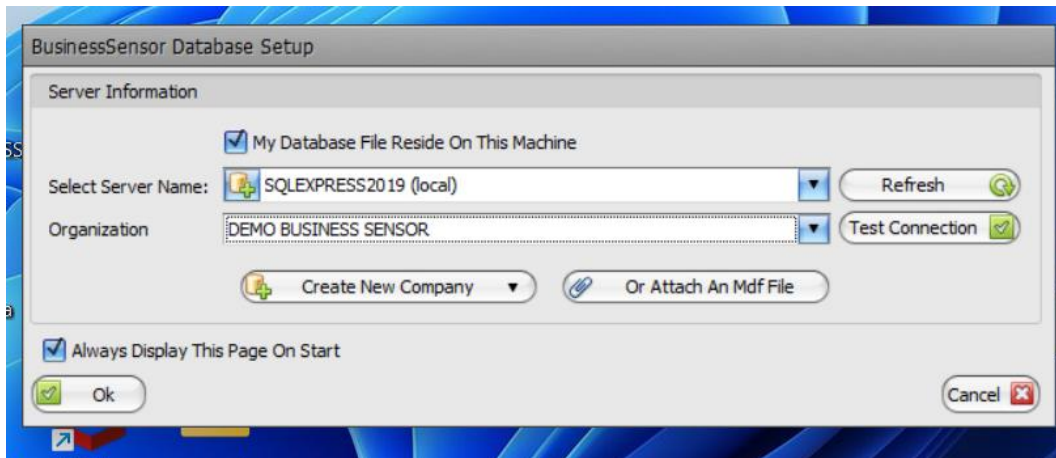 BusinessSensor Database Setup
Server Information
My Database File Reside On This Machine
Select Server Name: SQLEXPRESS2019 (local) Refresh
Organization DEMO BUSINESS SENSOR Test Connection
Create New Company Or Attach An Mdf File
Always Display This Page On Start
Ok Cancel